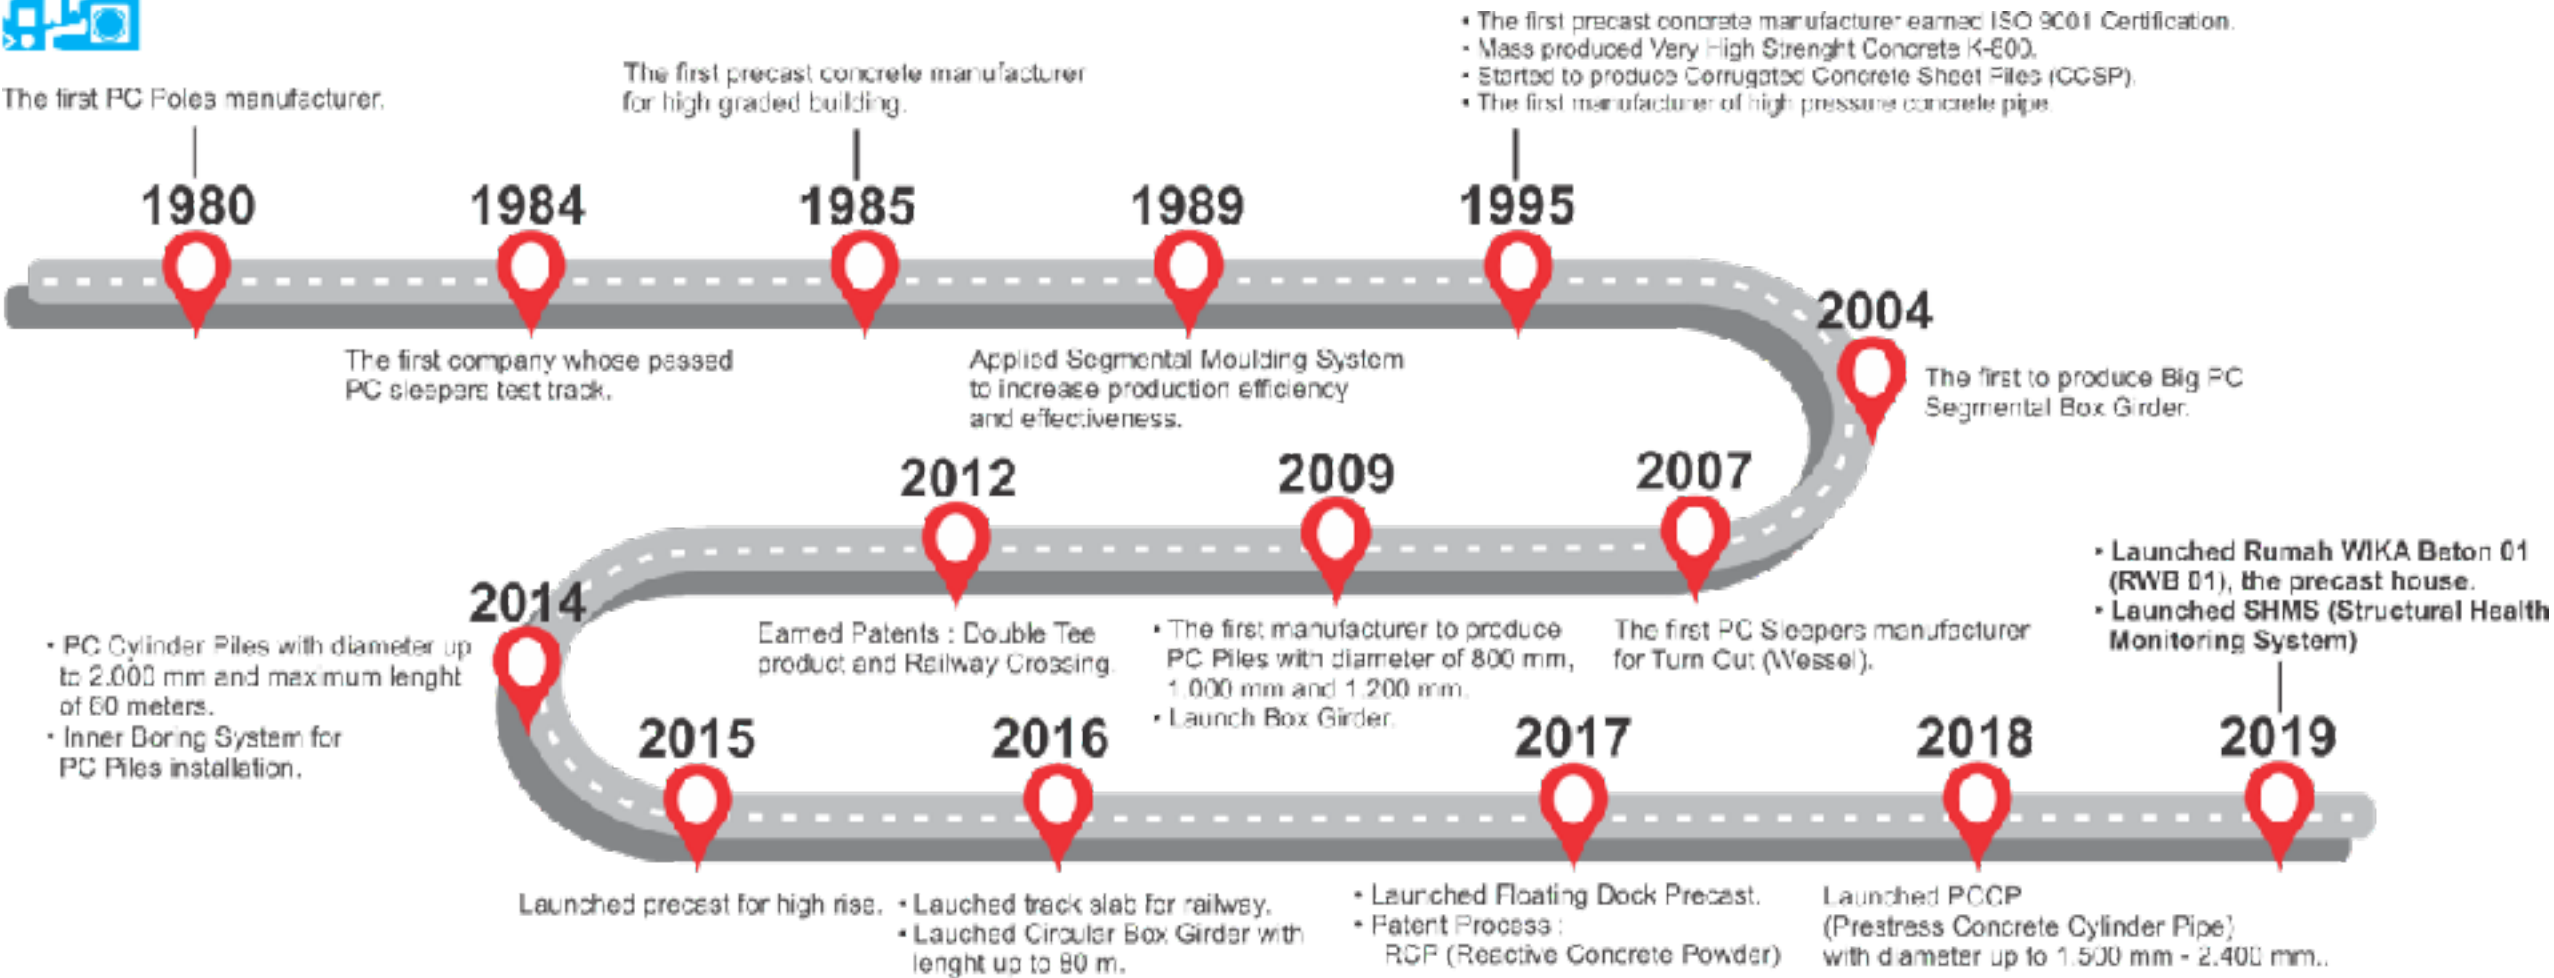 The first PC Poles manufacturer.
1980
1984
The first company whose passed
PC sleepers test track.
The first precast concrete manufacturer
for high graded building.
1985
1989
Applied Segmental Moulding System
to increase production efficiency
and effectiveness.
• The first precast concrete manufacturer earned ISO 9001 Certification.
• Mass produced Very High Strenght Concrete
• Started to produce Corrugated Concrete Sheet Piles (CCSP).
• The first manufacturer of high pressure concrete pipe.
1995
2004
The first to produce Big PC
Segmental Box Girder.
2007
The first PC Sleepers manufacturer
for Turn Out (Wessel).
2009
• The first manufacturer to produce
PC Piles with diameter of 800 mm,
1.000 mm and 1.200 mm.
• Launch Box Girder.
2012
Earned Patents : Double Tee
product and Railway Crossing.
2014
• PC Cylinder Piles with diameter up
to 2.000 mm and maximum lenght
of meters.
• Inner Boring System for
PC Piles installation.
2015
Launched precast for high rise.
2016
• Lauched track slab for railway.
• Lauched Circular Box Girder with
lenght up to m.
2017
• Launched Floating Dock Precast.
• Patent Process :
RCP (Reactive Concrete Powder)
2018
Launched PCCP
(Prestress Concrete Cylinder Pipe)
with diameter up to 1.500 mm - 2.400 mm..
• Launched Rumah WIKA Beton 01
(RWB 01), the precast house.
• Launched SHMS (Structural Health
Monitoring System)
2019